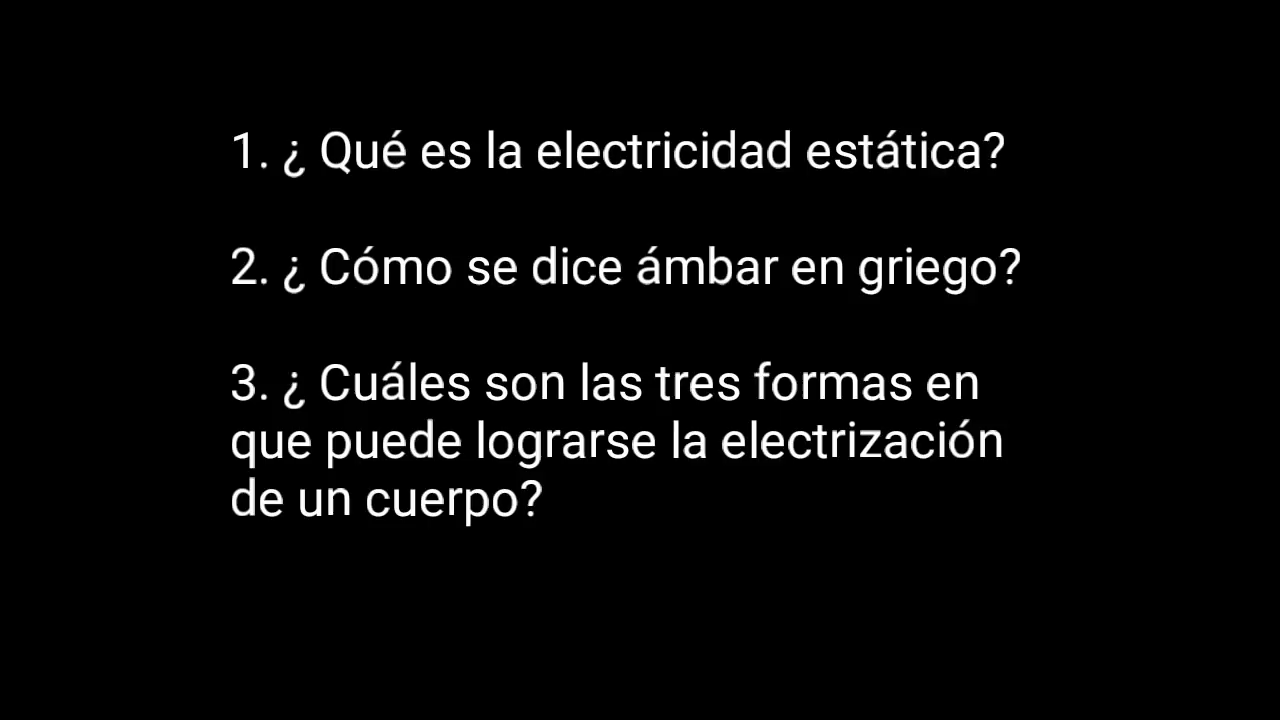 1. ¿ Qué es la electricidad estática?
2. ¿ Cómo se dice ámbar en griego?
3. ¿ Cuáles son las tres formas en
que puede lograrse la electrización
de un cuerpo?